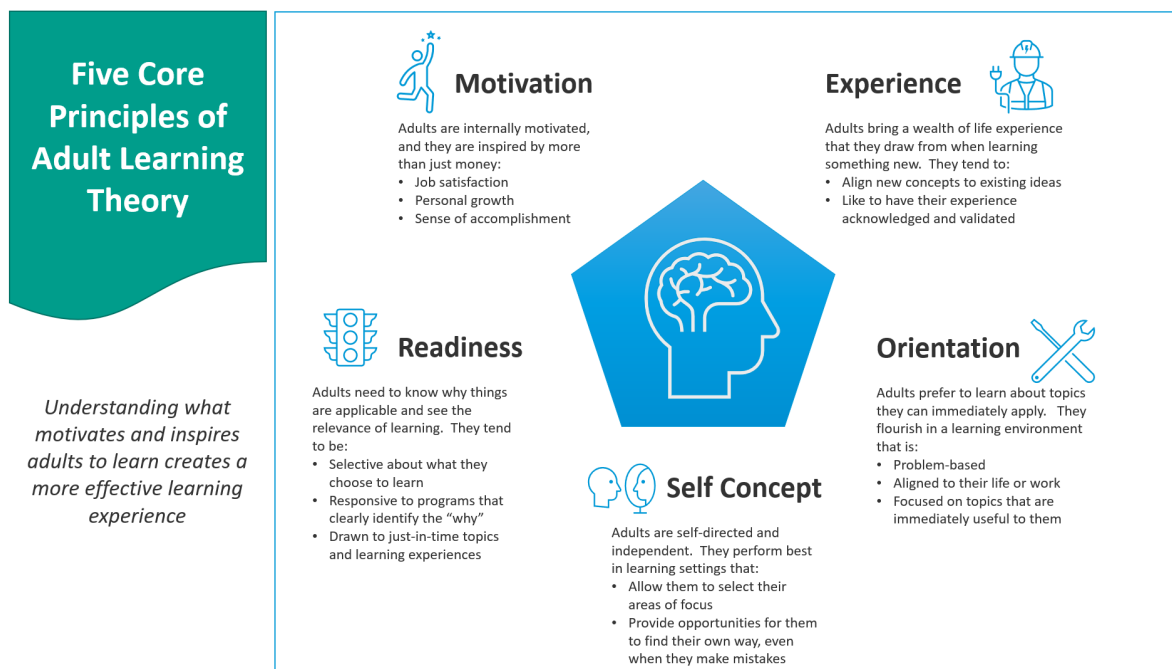 Five Core
Principles of
Adult Learning
Theory
Understanding what
motivates and inspires
adults to learn creates a
more effective learning
experience
Motivation
Adults are internally motivated,
and they are inspired by more
than just money:
• Job satisfaction
• Personal growth
• Sense of accomplishment
Experience
Adults bring a wealth of life experience
that they draw from when learning
something new.  They tend to:
• Align new concepts to existing ideas
• Like to have their experience
acknowledged and validated
Readiness
Adults need to know why things
are applicable and see the
relevance of learning.  They tend
to be:
• Selective about what they
choose to learn
• Responsive to programs that
clearly identify the “why”
• Drawn to just-in-time topics
and learning experiences
Orientation
Adults prefer to learn about topics
they can immediately apply.   They
flourish in a learning environment
that is:
• Problem-based
• Aligned to their life or work
• Focused on topics that are
immediately useful to them
Self Concept
Adults are self-directed and
independent.  They perform best
in learning settings that:
• Allow them to select their
areas of focus
• Provide opportunities for them
to find their own way, even
when they make mistakes